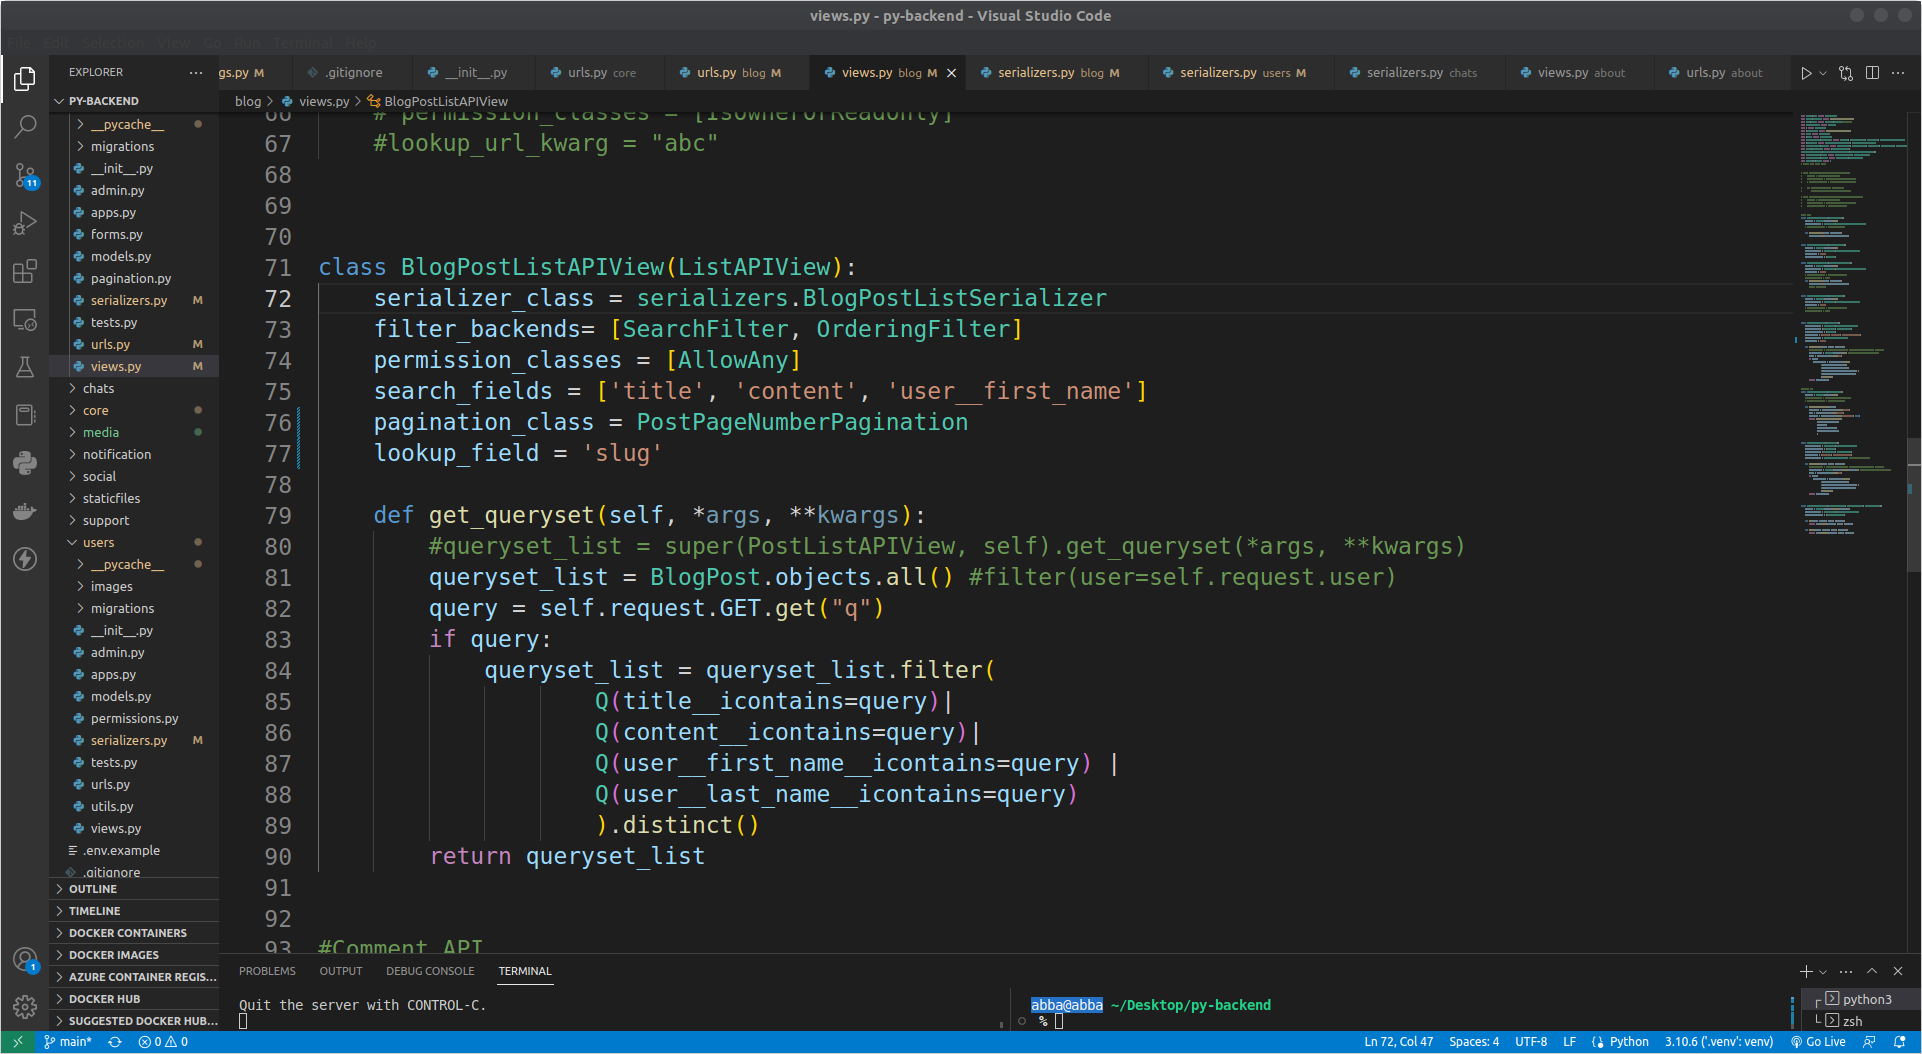 views.py - py-backend - Visual Studio Code
File Edit Selection View Go Run Terminal Help
EXPLORER
gs.py M
.gitignore
__init__.py
urls.py core
urls.py blog M
views.py blog M
serializers.py blog M
serializers.py users M
serializers.py chats
views.py about
urls.py about
PY-BACKEND
__pycache__
migrations
__init__.py
admin.py
apps.py
forms.py
models.py
pagination.py
serializers.py M
tests.py
urls.py M
views.py M
chats
core
media
notification
social
staticfiles
support
users
__pycache__
images
migrations
__init__.py
admin.py
apps.py
models.py
permissions.py
serializers.py M
tests.py
urls.py
utils.py
views.py
.env.example
.gitignore
OUTLINE
TIMELINE
DOCKER CONTAINERS
DOCKER IMAGES
AZURE CONTAINER REGIS...
DOCKER HUB
SUGGESTED DOCKER HUB...
11
1
blog > views.py > BlogPostListAPIView
66 # permission_classes = [IsOwnerOrReadOnly]
67 #lookup_url_kwarg = "abc"
68
69
70
71 class BlogPostListAPIView(ListAPIView):
72 serializer_class = serializers.BlogPostListSerializer
73 filter_backends= [SearchFilter, OrderingFilter]
74 permission_classes = [AllowAny]
75 search_fields = ['title', 'content', 'user__first_name']
76 pagination_class = PostPageNumberPagination
77 lookup_field = 'slug'
78
79 def get_queryset(self, *args, **kwargs):
80 #queryset_list = super(PostListAPIView, self).get_queryset(*args, **kwargs)
81 queryset_list = BlogPost.objects.all() #filter(user=self.request.user)
82 query = self.request.GET.get("q")
83 if query:
84 queryset_list = queryset_list.filter(
85 Q(title__icontains=query)|
86 Q(content__icontains=query)|
87 Q(user__first_name__icontains=query) |
88 Q(user__last_name__icontains=query)
89 ).distinct()
90 return queryset_list
91
92
93 #Comment API
PROBLEMS OUTPUT DEBUG CONSOLE TERMINAL
Quit the server with CONTROL-C.
abba@abba ~/Desktop/py-backend
%
python3
zsh
main*
0 0
Ln 72, Col 47
Spaces: 4
UTF-8
LF
Python
3.10.6 ('.venv': venv)
Go Live